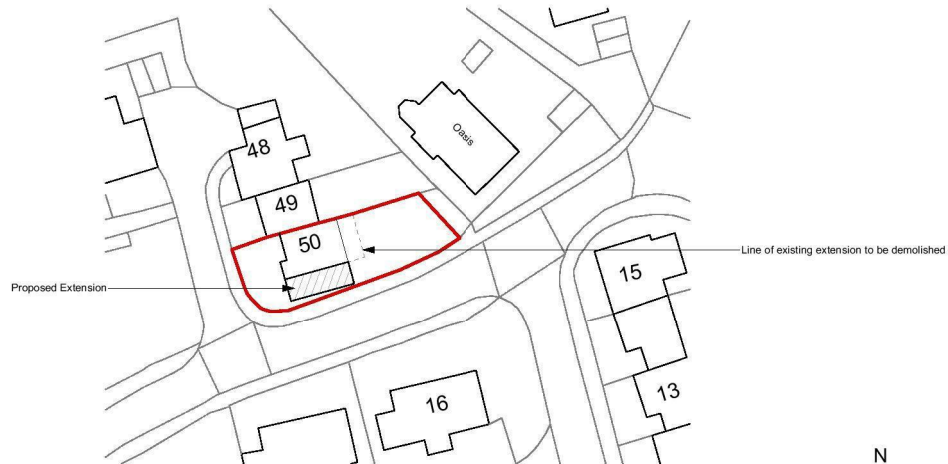 48
Oasis
49
50
Line of existing extension to be demolished
15
Proposed Extension
13
16
N